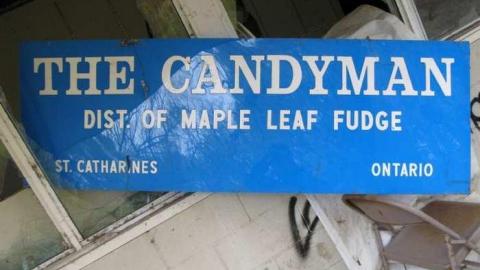 THE CANDYMAN
DIST. OF MAPLE LEAF FUDGE
ST. CATHARINES ONTARIO